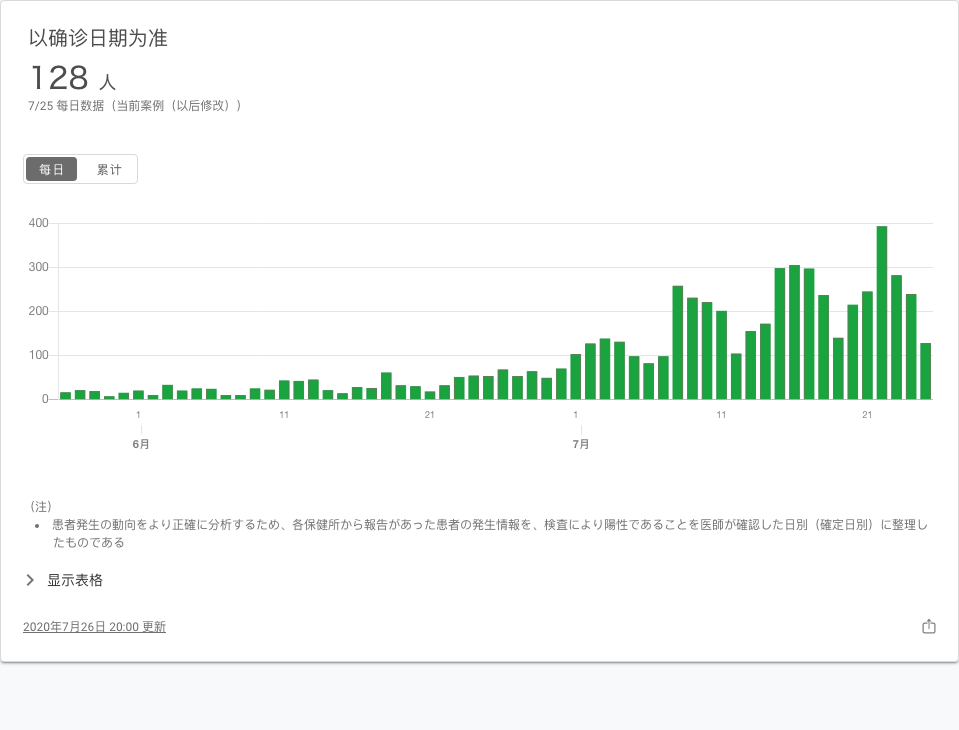 以确诊日期为准
128 人
7/25 每日数据（当前案例（以后修改））
每日 累计
400
300
200
100
0
1 11 21 1 11 21
6月 7月
（注）
• 患者発生の動向をより正確に分析するため、各保健所から報告があった患者の発生情報を、検査により陽性であることを医師が確認した日別（確定日別）に整理し
たものである
显示表格
2020年7月26日 20:00 更新